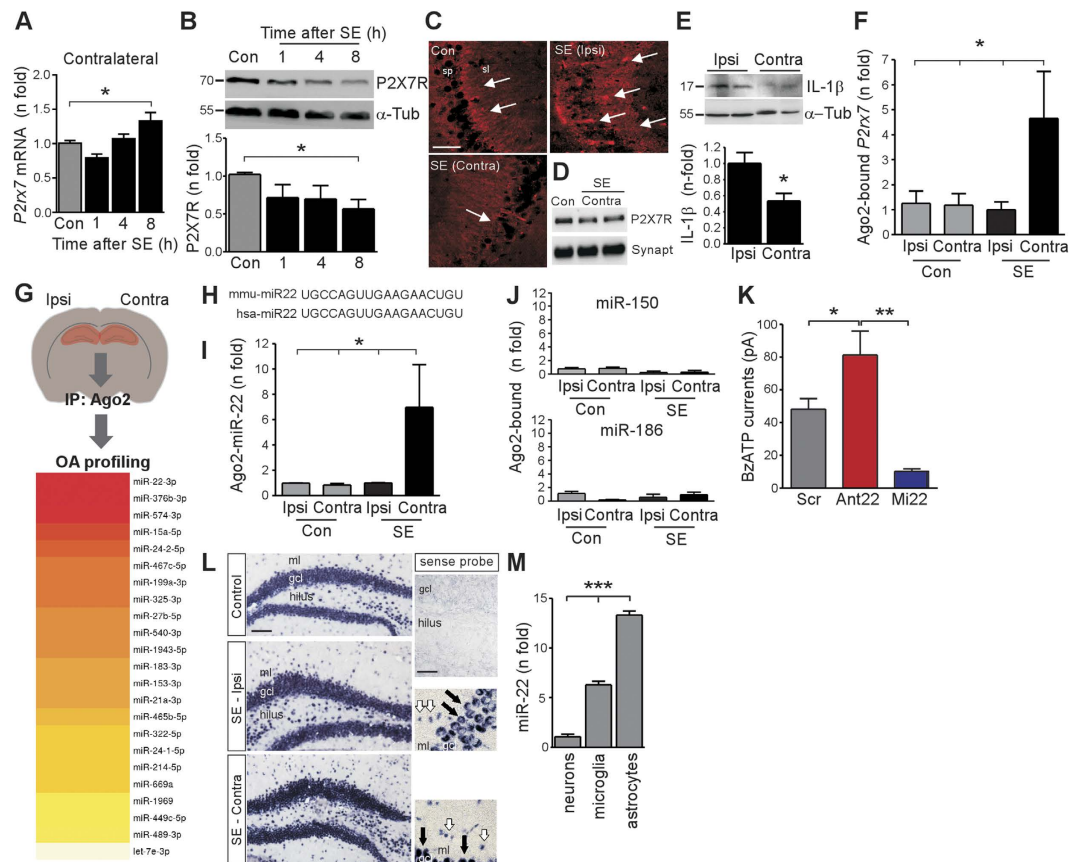 A
Contralateral
P2rx7 mRNA (n fold)
2.0
1.5
1.0
0.5
0.0
*
Con 1 4 8
Time after SE (h)
B
Time after SE (h)
Con 1 4 8
70
P2X7R
55
α-Tub
P2X7R (n-fold)
2.0
1.5
1.0
0.5
0.0
*
Con 1 4 8
Time after SE (h)
C
Con
sp
sl
SE (Ipsi)
SE (Contra)
D
SE
Con Contra
P2X7R
Synapt
E
Ipsi Contra
17
IL-1β
55
α-Tub
IL-1β (n-fold)
1.2
1.0
0.8
0.6
0.4
0.2
0.0
*
Ipsi Contra
F
Ago2-bound P2rx7 (n fold)
7
6
5
4
3
2
1
0
*
Ipsi Contra Ipsi Contra
Con SE
G
Ipsi Contra
IP: Ago2
OA profiling
miR-22-3p
miR-376b-3p
miR-574-3p
miR-15a-5p
miR-24-2-5p
miR-467c-5p
miR-199a-3p
miR-325-3p
miR-27b-5p
miR-540-3p
miR-1943-5p
miR-183-3p
miR-153-3p
miR-21a-3p
miR-465b-5p
miR-322-5p
miR-24-1-5p
miR-214-5p
miR-669a
miR-1969
miR-449c-5p
miR-489-3p
let-7e-3p
H
mmu-miR22 UGCCAGUUGAAGAACUGU
hsa-miR22 UGCCAGUUGAAGAACUGU
I
Ago2-miR-22 (n fold)
12
10
8
6
4
2
0
*
Ipsi Contra Ipsi Contra
Con SE
J
Ago2-bound (n fold)
miR-150
12
10
8
6
4
2
0
Ipsi Contra Ipsi Contra
Con SE
miR-186
12
10
8
6
4
2
0
Ipsi Contra Ipsi Contra
Con SE
K
BzATP currents (pA)
100
80
60
40
20
0
* **
Scr Ant22 Mi22
L
Control
ml
gcl
hilus
sense probe
gcl
hilus
SE - Ipsi
ml
gcl
hilus
ml gcl
SE - Contra
ml
gcl
M
miR-22 (n fold)
15
10
5
0
***
neurons
microglia
astrocytes